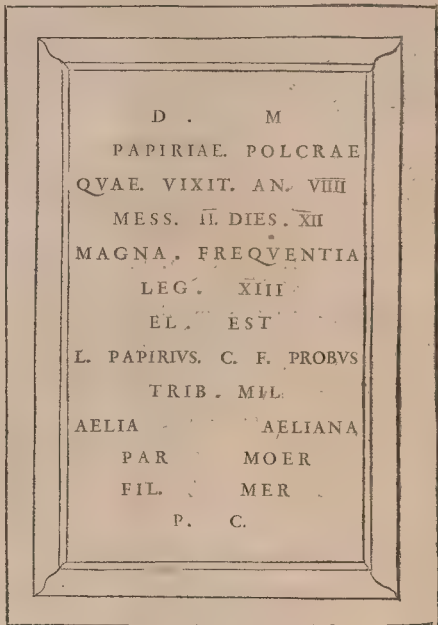 D . M
PAPIRIAE. POLCRAE
QVAE. VIXIT. AN. VIIII
MESS. II. DIES. XII
MAGNA. FREQVENTIA
LEG. XIII
EL. EST
L. PAPIRIVS. C. F. PROBVS
TRIB. MIL
AELIA AELIANA
PAR MOER
FIL. MER
P. C.